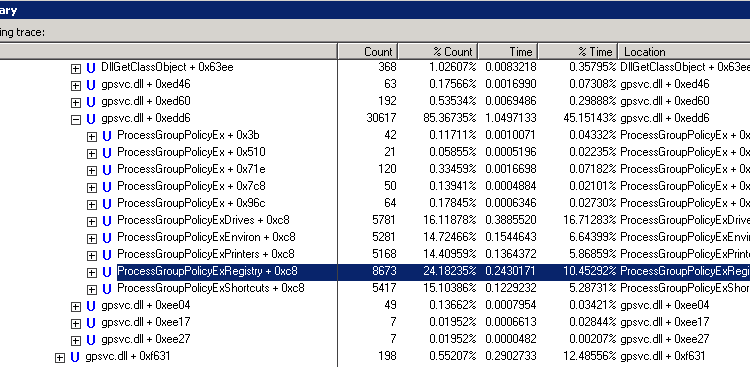 ary
ing trace:
Count % Count Time % Time Location
U DllGetClassObject + 0x63ee 368 1.02607% 0.0083218 0.35795% DllGetClassObject + 0x63ee
U gpsvc.dll + 0xed46 63 0.17566% 0.0016990 0.07308% gpsvc.dll + 0xed46
U gpsvc.dll + 0xed60 192 0.53534% 0.0069486 0.29888% gpsvc.dll + 0xed60
U gpsvc.dll + 0xedd6 30617 85.36735% 1.0497133 45.15143% gpsvc.dll + 0xedd6
U ProcessGroupPolicyEx + 0x3b 42 0.11711% 0.0010071 0.04332% ProcessGroupPolicyEx + 0x
U ProcessGroupPolicyEx + 0x510 21 0.05855% 0.0005196 0.02235% ProcessGroupPolicyEx + 0x
U ProcessGroupPolicyEx + 0x71e 120 0.33459% 0.0016698 0.07182% ProcessGroupPolicyEx + 0x
U ProcessGroupPolicyEx + 0x7c8 50 0.13941% 0.0004884 0.02101% ProcessGroupPolicyEx + 0x
U ProcessGroupPolicyEx + 0x96c 64 0.17845% 0.0006346 0.02730% ProcessGroupPolicyEx + 0x
U ProcessGroupPolicyExDrives + 0xc8 5781 16.11878% 0.3885520 16.71283% ProcessGroupPolicyExDrive
U ProcessGroupPolicyExEnviron + 0xc8 5281 14.72466% 0.1544643 6.64399% ProcessGroupPolicyExEnvir
U ProcessGroupPolicyExPrinters + 0xc8 5168 14.40959% 0.1364372 5.86859% ProcessGroupPolicyExPrint
U ProcessGroupPolicyExRegistry + 0xc8 8673 24.18235% 0.2430171 10.45292% ProcessGroupPolicyExRegi
U ProcessGroupPolicyExShortcuts + 0xc8 5417 15.10386% 0.1229232 5.28731% ProcessGroupPolicyExShor
U gpsvc.dll + 0xee04 49 0.13662% 0.0007954 0.03421% gpsvc.dll + 0xee04
U gpsvc.dll + 0xee17 7 0.01952% 0.0006613 0.02844% gpsvc.dll + 0xee17
U gpsvc.dll + 0xee27 7 0.01952% 0.0000482 0.00207% gpsvc.dll + 0xee27
U gpsvc.dll + 0xf631 198 0.55207% 0.2902733 12.48556% gpsvc.dll + 0xf631